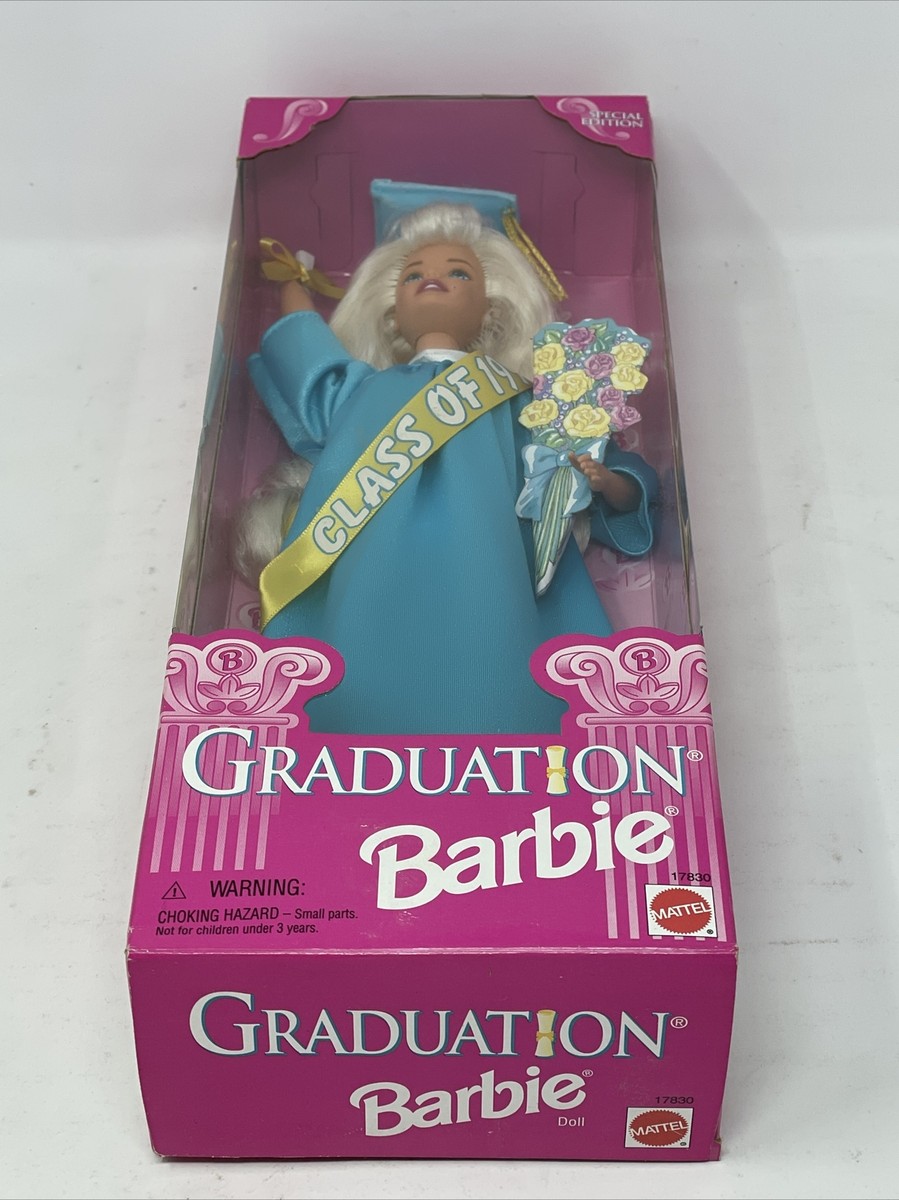 SPECIAL
EDITION
CLASS OF 19
B
B
GRADUATION®
Barbie®
17830
MATTEL
®
⚠ WARNING:
CHOKING HAZARD – Small parts.
Not for children under 3 years.
GRADUATION®
Barbie®
Doll
17830
MATTEL
®